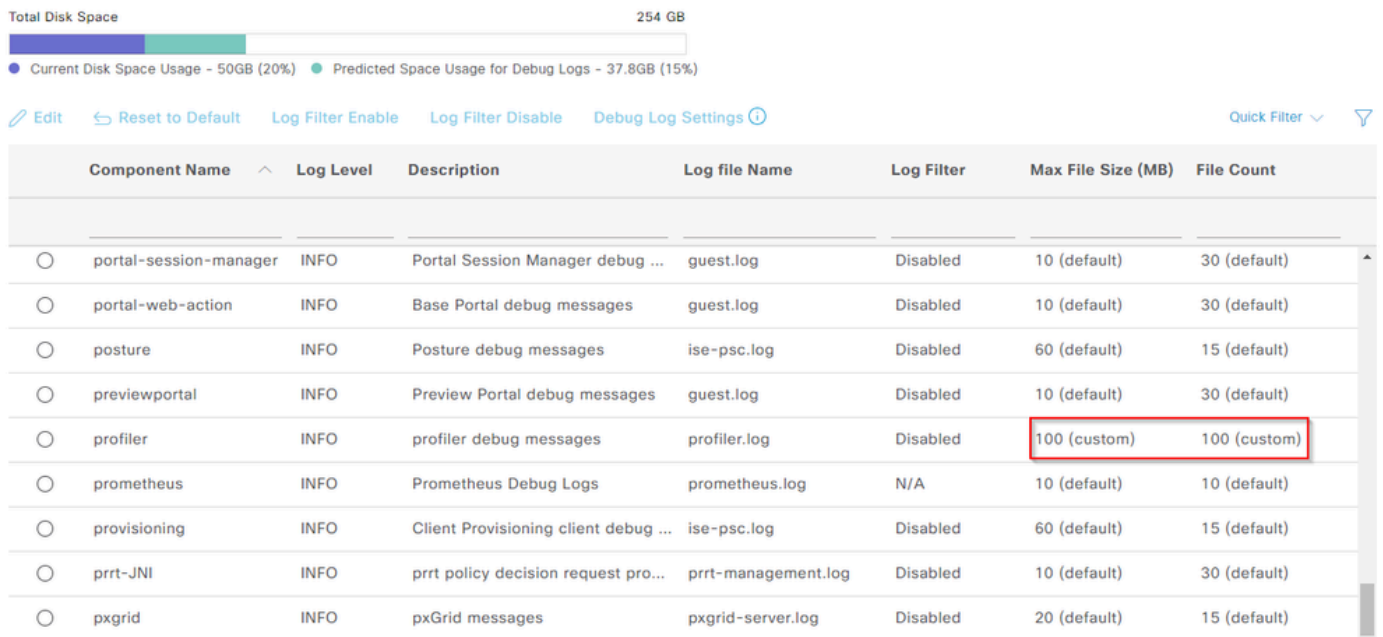 Total Disk Space 254 GB
Current Disk Space Usage - 50GB (20%) Predicted Space Usage for Debug Logs - 37.8GB (15%)
Edit Reset to Default Log Filter Enable Log Filter Disable Debug Log Settings Quick Filter
Component Name Log Level Description Log file Name Log Filter Max File Size (MB) File Count
portal-session-manager INFO Portal Session Manager debug ... guest.log Disabled 10 (default) 30 (default)
portal-web-action INFO Base Portal debug messages guest.log Disabled 10 (default) 30 (default)
posture INFO Posture debug messages ise-psc.log Disabled 60 (default) 15 (default)
previewportal INFO Preview Portal debug messages guest.log Disabled 10 (default) 30 (default)
profiler INFO profiler debug messages profiler.log Disabled 100 (custom) 100 (custom)
prometheus INFO Prometheus Debug Logs prometheus.log N/A 10 (default) 10 (default)
provisioning INFO Client Provisioning client debug ... ise-psc.log Disabled 60 (default) 15 (default)
prrt-JNI INFO prrt policy decision request pro... prrt-management.log Disabled 10 (default) 30 (default)
pxgrid INFO pxGrid messages pxgrid-server.log Disabled 20 (default) 15 (default)